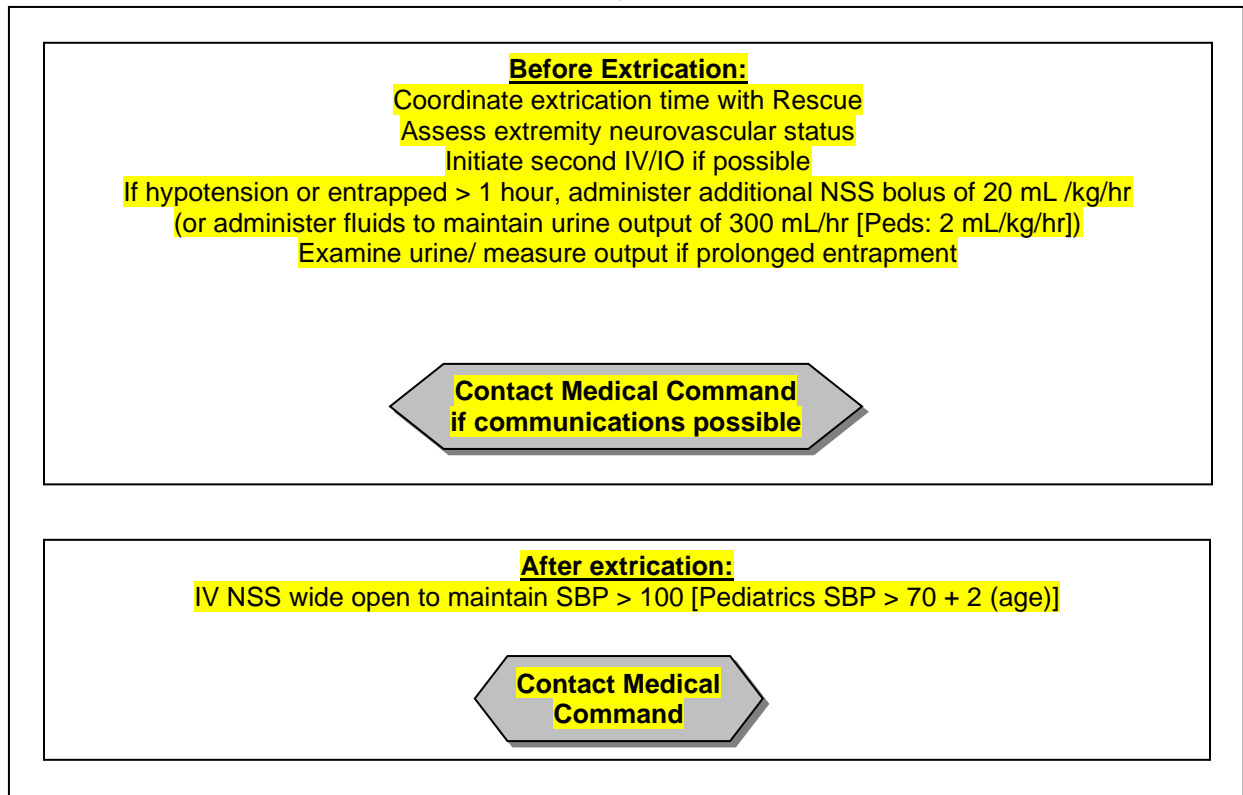 Before Extrication:
Coordinate extrication time with Rescue
Assess extremity neurovascular status
Initiate second IV/IO if possible
If hypotension or entrapped > 1 hour, administer additional NSS bolus of 20 mL /kg/hr
(or administer fluids to maintain urine output of 300 mL/hr [Peds: 2 mL/kg/hr])
Examine urine/ measure output if prolonged entrapment
Contact Medical Command
if communications possible
After extrication:
IV NSS wide open to maintain SBP > 100 [Pediatrics SBP > 70 + 2 (age)]
Contact Medical
Command